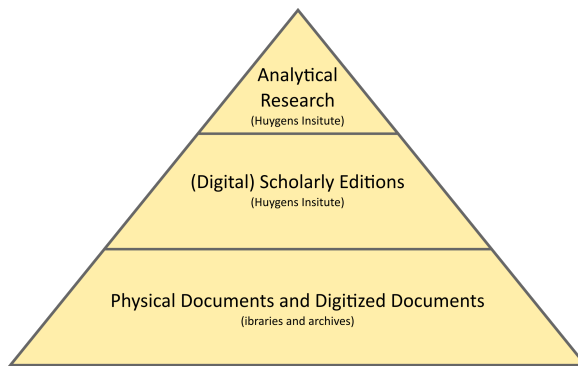 Analytical
Research
(Huygens Insitute)
(Digital) Scholarly Editions
(Huygens Insitute)
Physical Documents and Digitized Documents
(ibraries and archives)